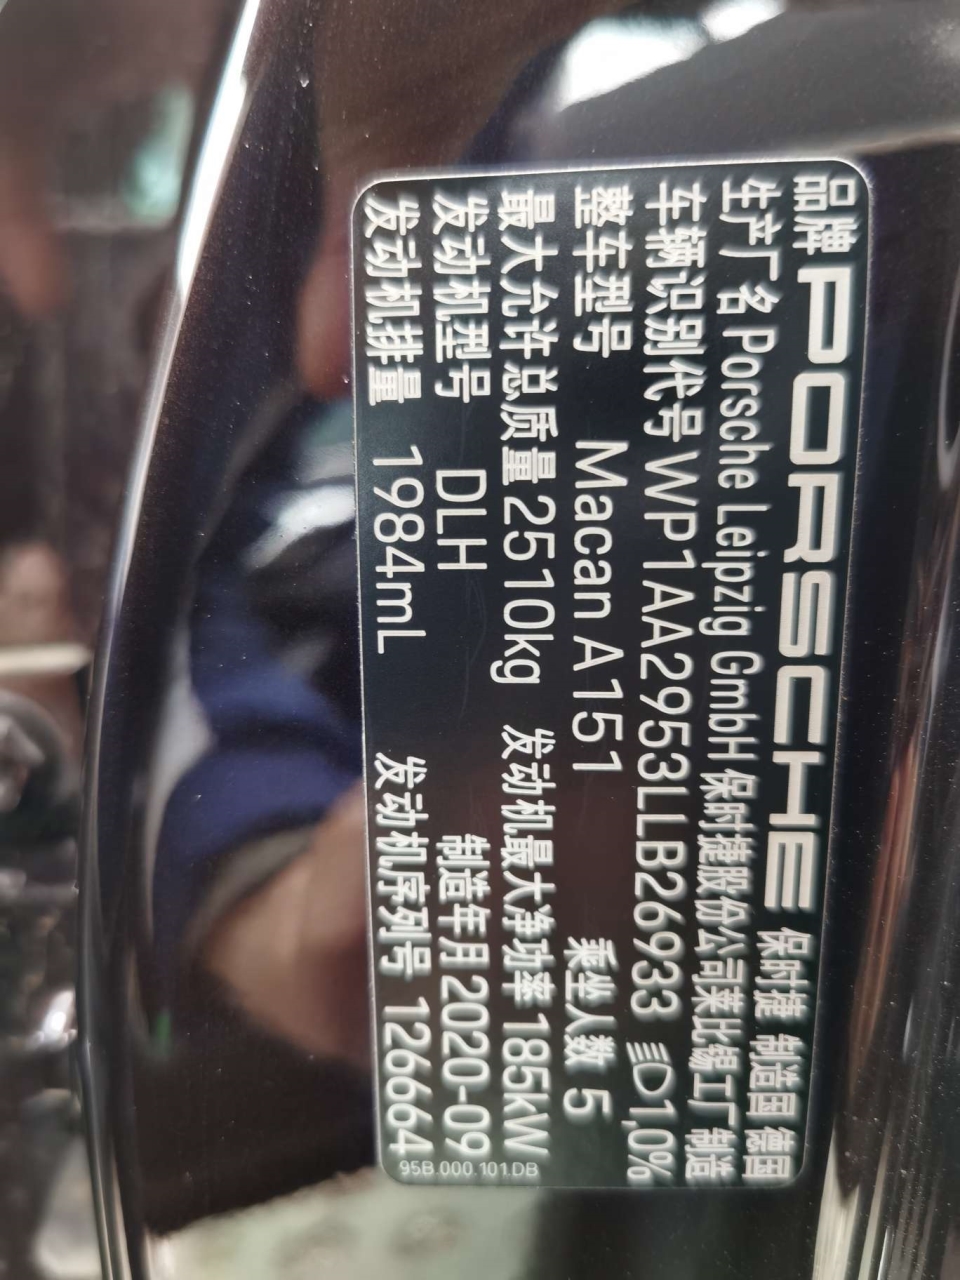 品牌 PORSCHE 保时捷 制造国 德国
生产厂名 Porsche Leipzig GmbH 保时捷股份公司莱比锡工厂制造
车辆识别代号 WP1AA2953LLB26933 1,0%
整车型号 Macan A151 乘坐人数 5
最大允许总质量 2510kg 发动机最大净功率 185kW
发动机型号 DLH 制造年月 2020-09
发动机排量 1984mL 发动机序列号 126664
95B.000.101.DB